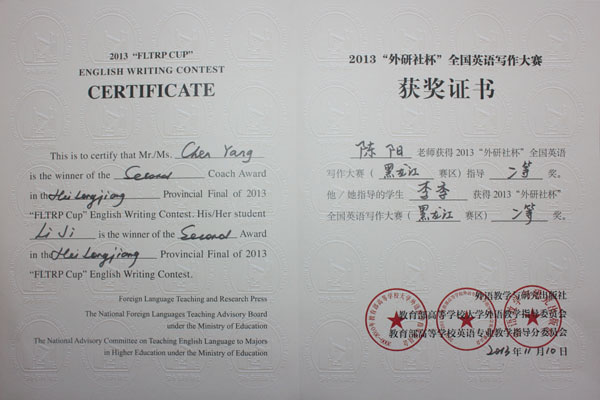 2013 “FLTRP CUP”
ENGLISH WRITING CONTEST
CERTIFICATE
This is to certify that Mr/Ms. Chen Yang
is the winner of the Second Coach Award
in the Hei Longjiang Provincial Final of 2013
“FLTRP Cup” English Writing Contest. His/Her student
Li Ji is the winner of the Second Award
in the Hei Longjiang Provincial Final of 2013
“FLTRP Cup” English Writing Contest.
Foreign Language Teaching and Research Press
The National Foreign Languages Teaching Advisory Board
under the Ministry of Education
The National Advisory Committee on Teaching English Language to Majors
in Higher Education under the Ministry of Education
2013 “外研社杯” 全国英语写作大赛
获奖证书
陈阳 老师获得 2013 “外研社杯” 全国英语
写作大赛（黑龙江 赛区）指导 二等 奖。
他 / 她指导的学生 李季 获得 2013 “外研社杯”
全国英语写作大赛（黑龙江 赛区） 二等 奖。
外语教学与研究出版社
教育部高等学校大学外语教学指导委员会
教育部高等学校英语专业教学指导分委员会
2013年11月10日